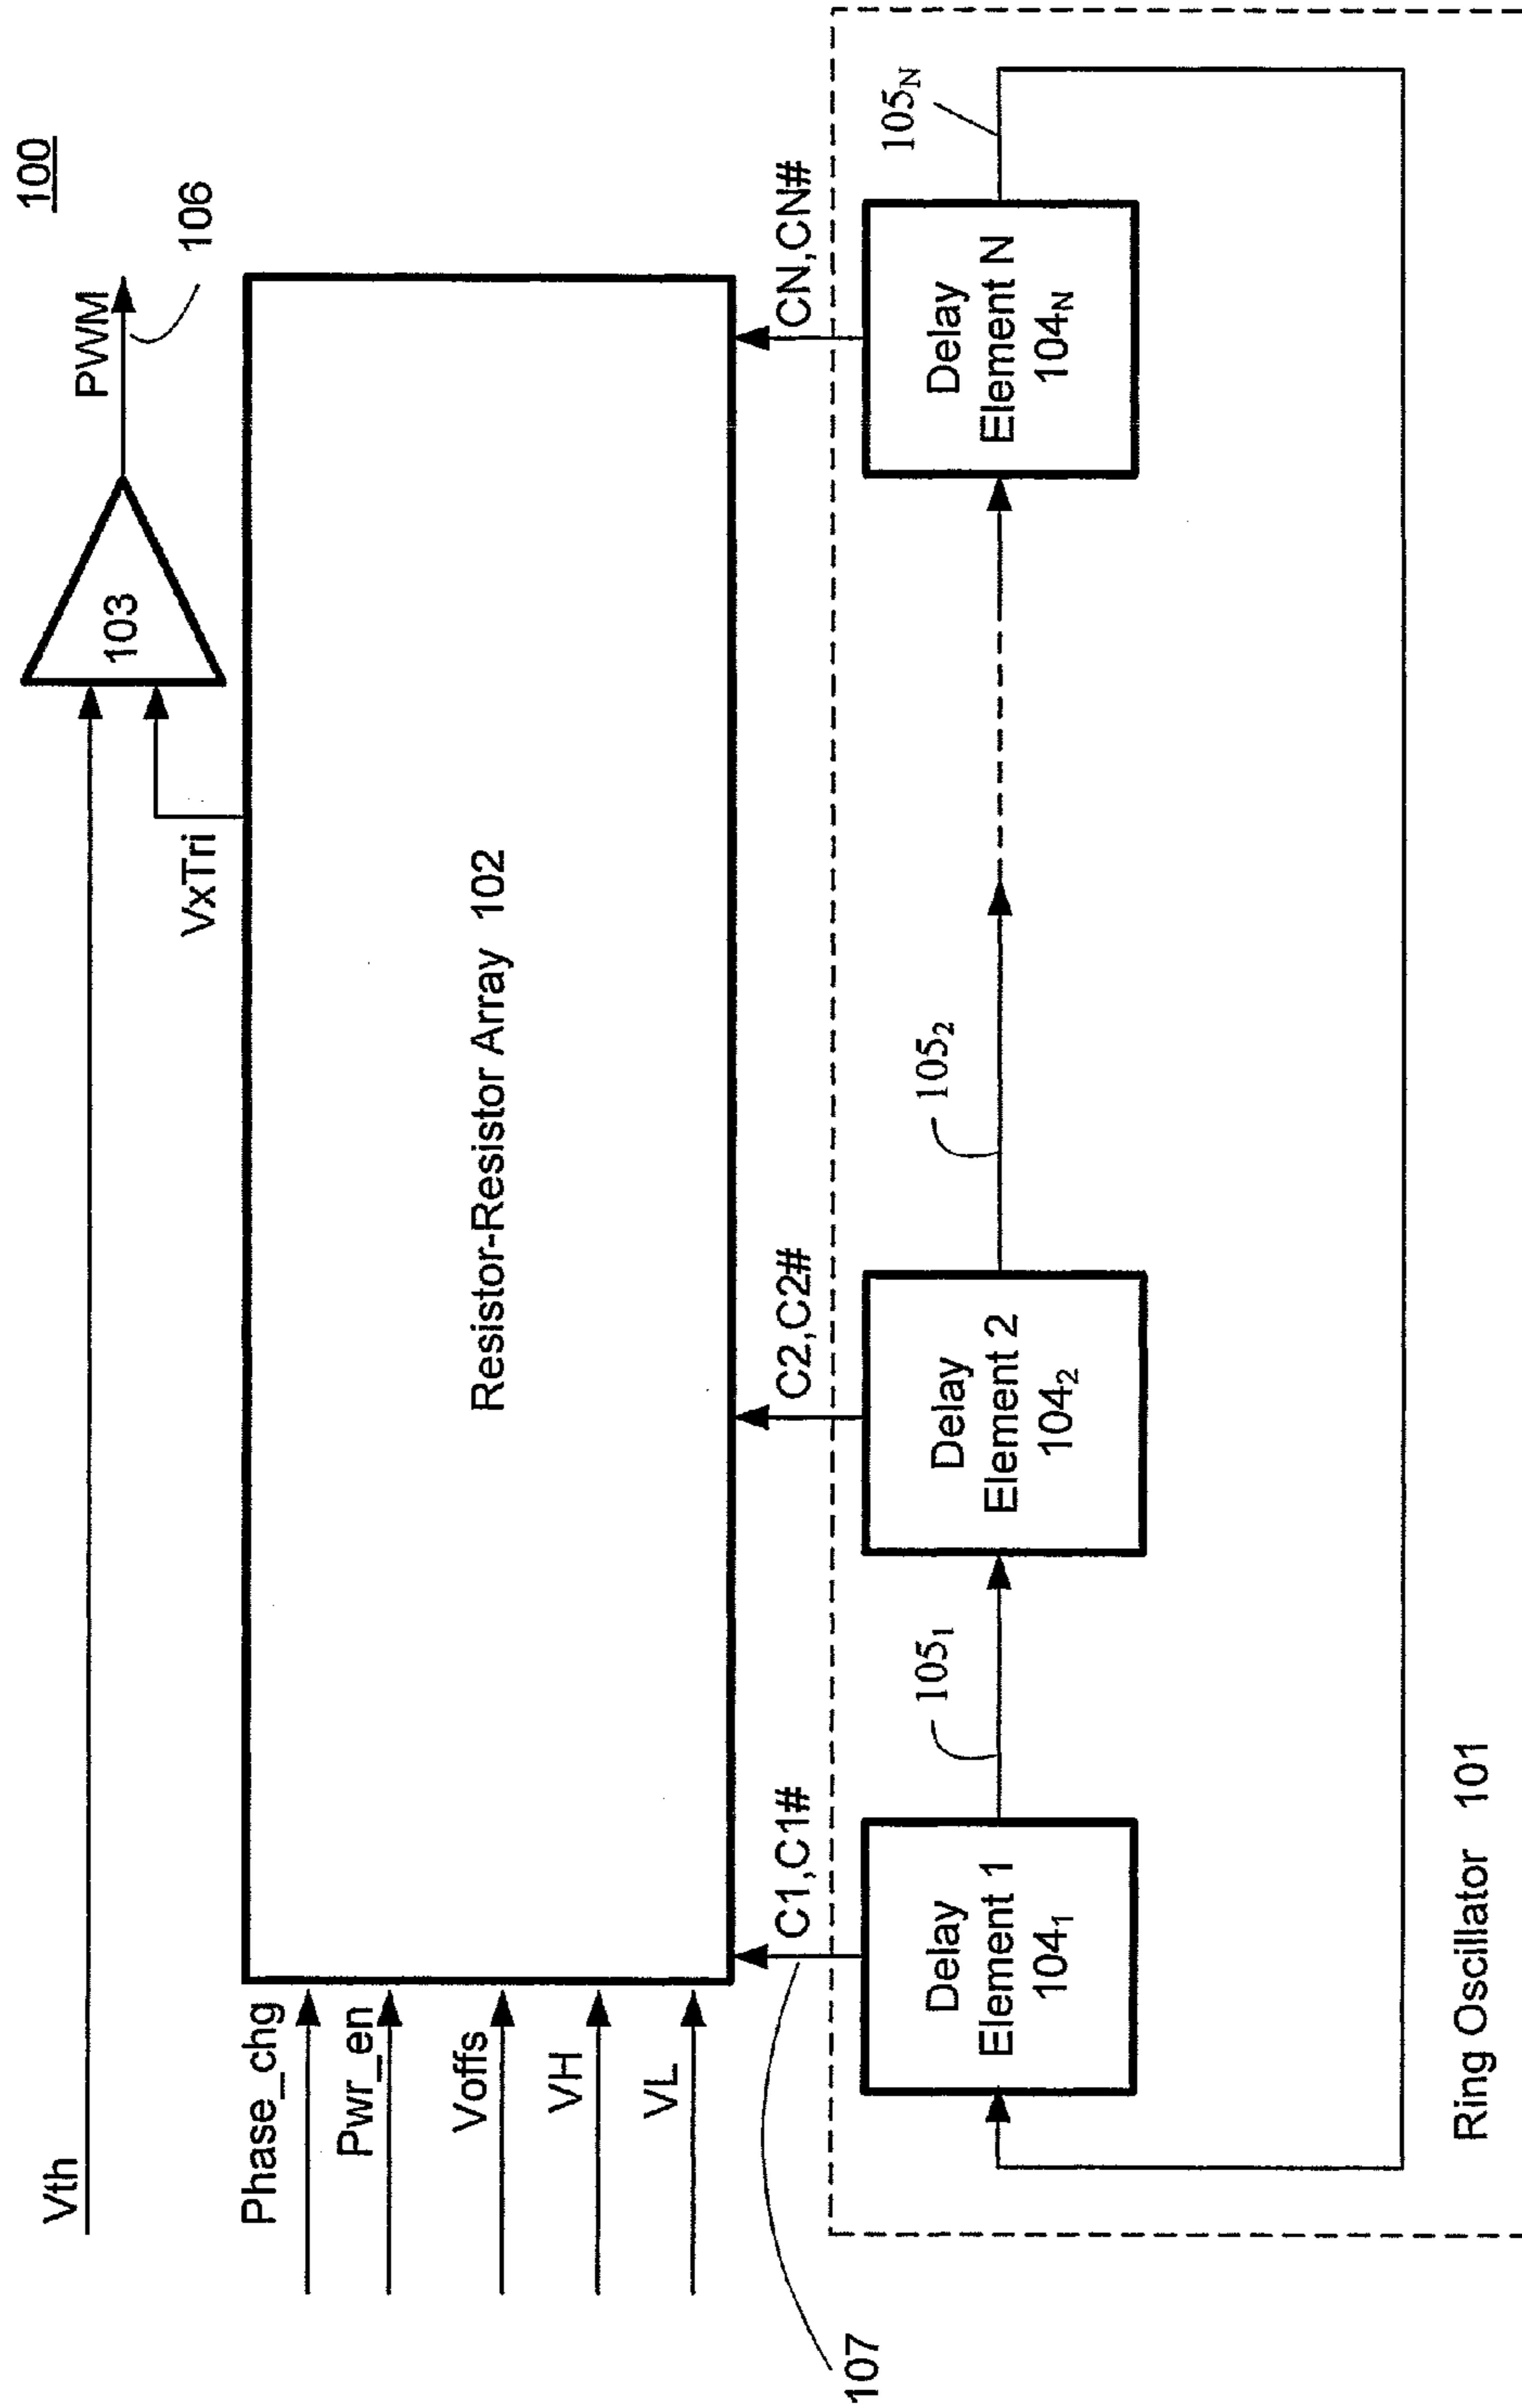 100
Vth
103
PWM
106
VxTri
Phase_chg
Pwr_en
Voffs
VH
VL
Resistor-Resistor Array 102
107
C1,C1#
C2,C2#
CN,CN#
Delay
Element 1
104₁
105₁
Delay
Element 2
104₂
105₂
Delay
Element N
104N
105N
Ring Oscillator 101